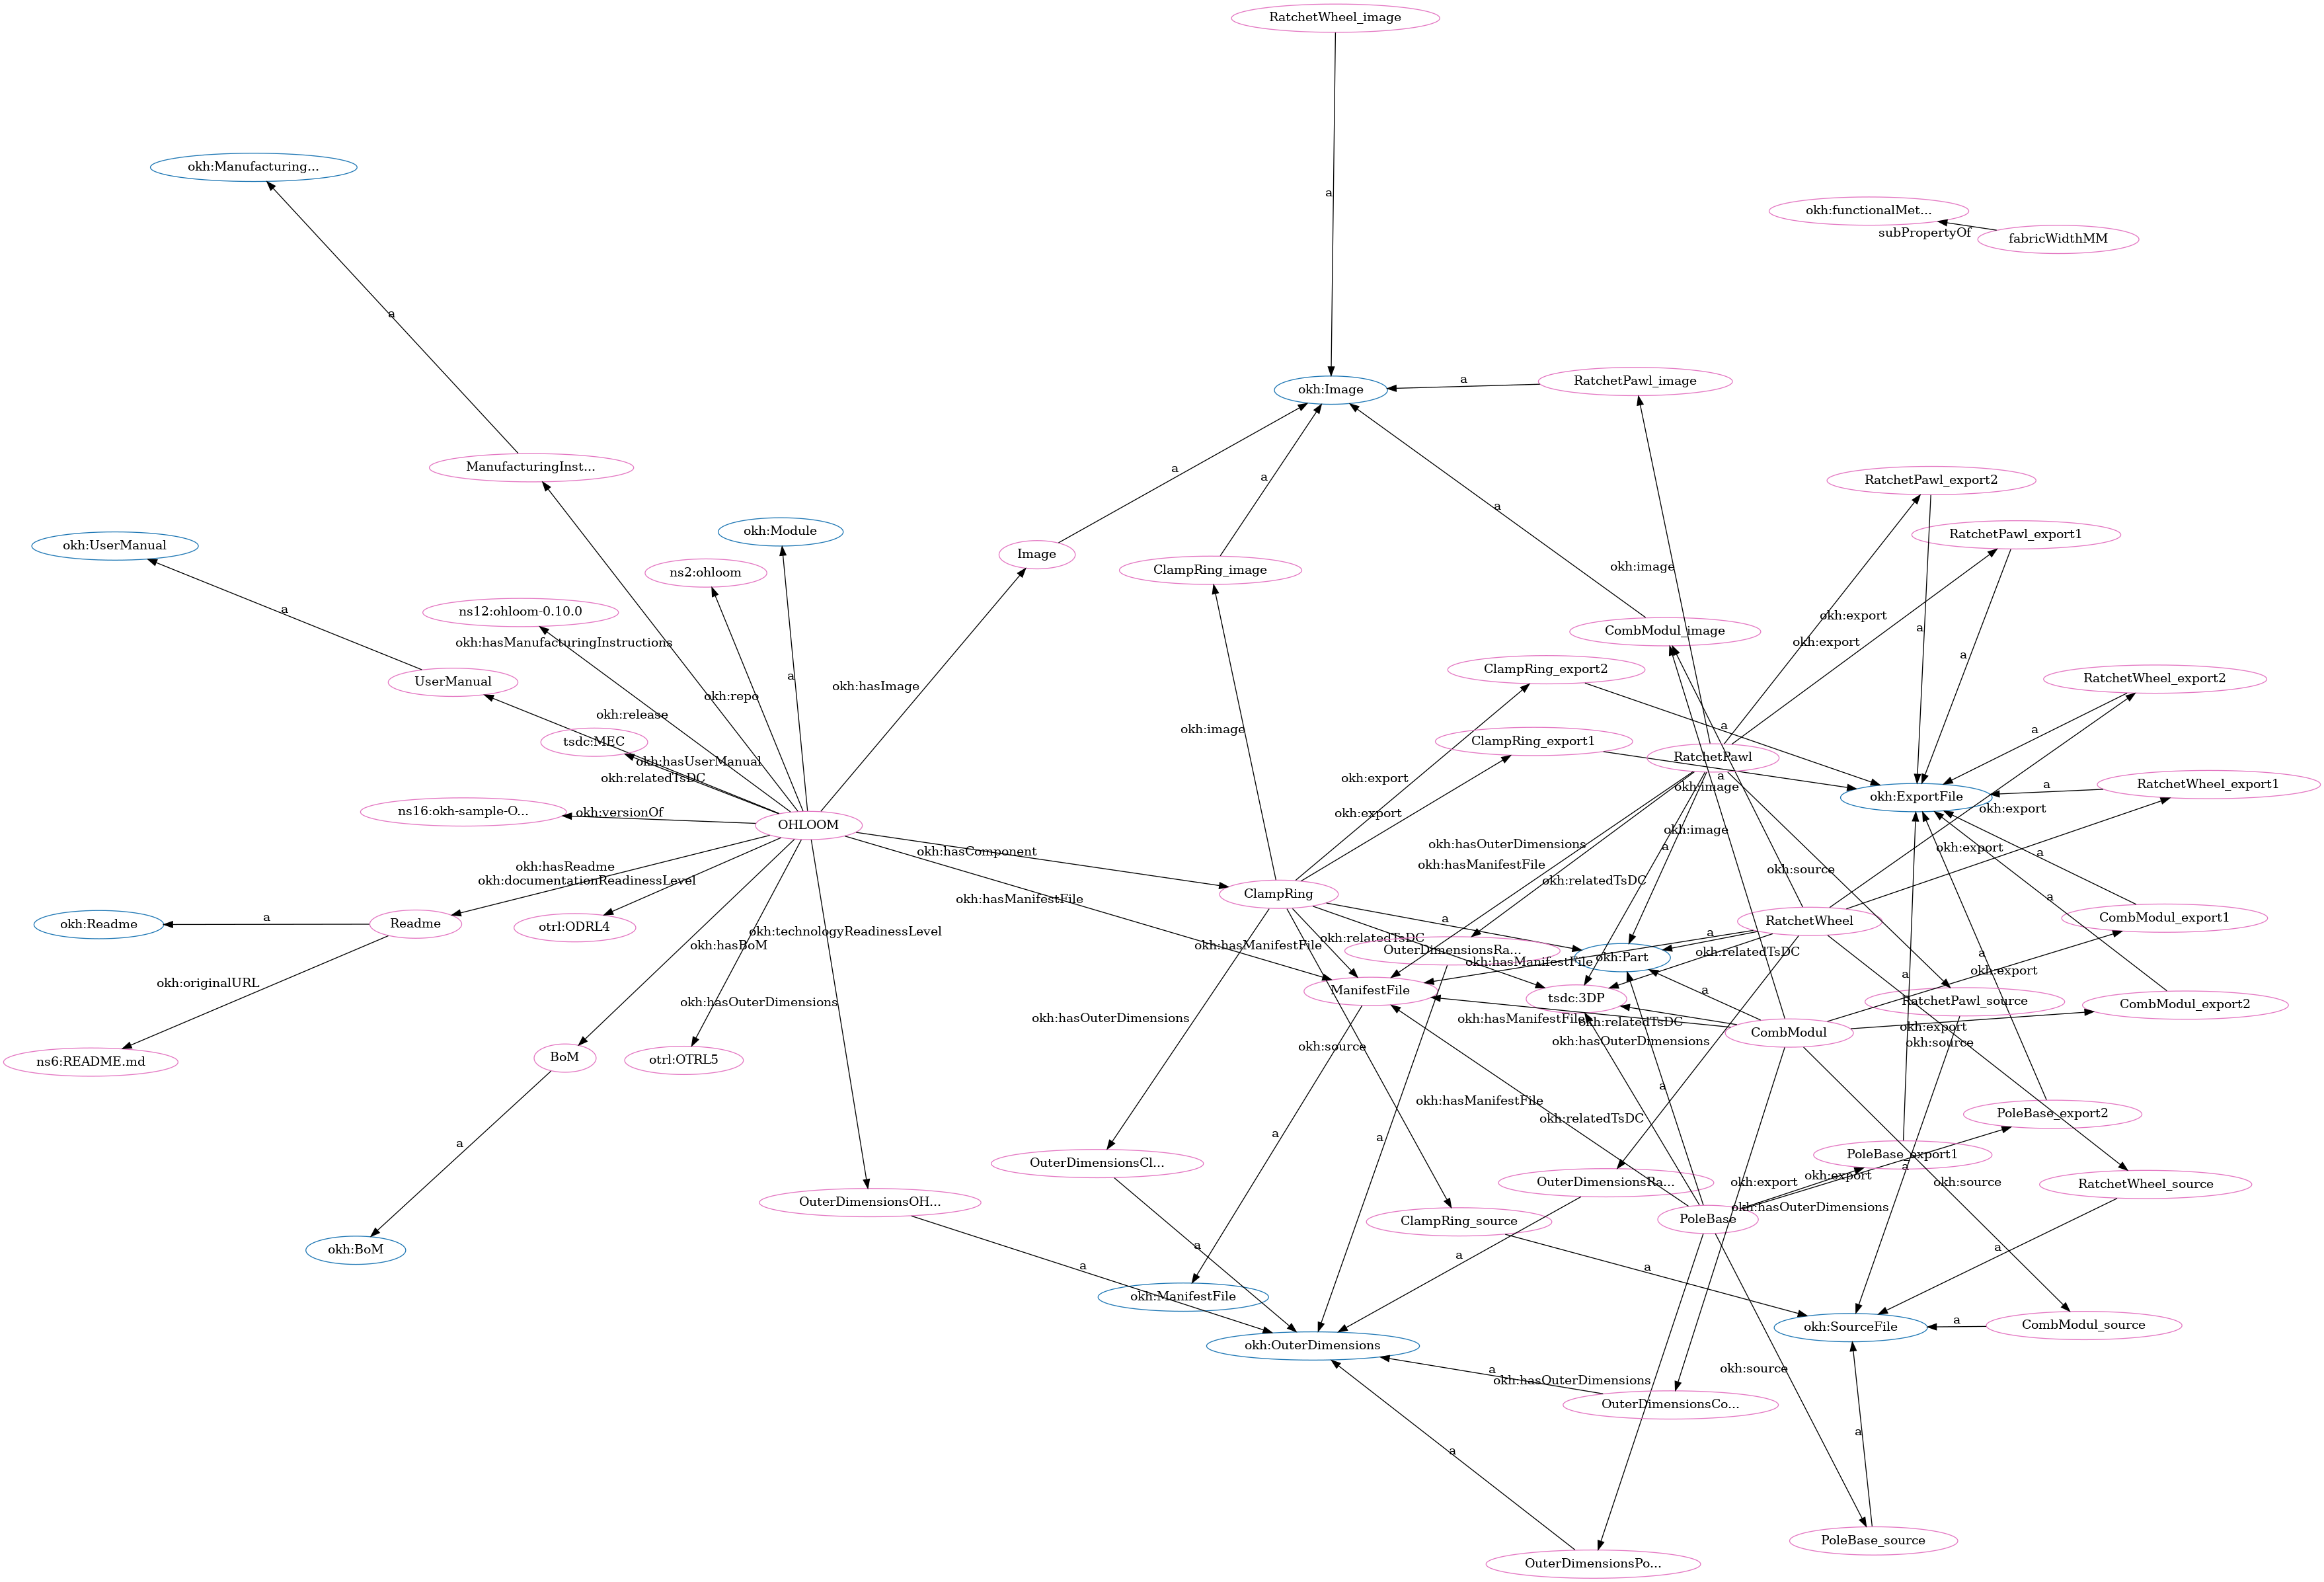 RatchetWheel_image
okh:Manufacturing...
a
okh:functionalMet...
subPropertyOf
fabricWidthMM
a
okh:Image
a
RatchetPawl_image
ManufacturingInst...
a
a
a
RatchetPawl_export2
okh:UserManual
okh:Module
RatchetPawl_export1
Image
ClampRing_image
okh:image
ns2:ohloom
a
ns12:ohloom-0.10.0
okh:export
a
okh:hasManufacturingInstructions
CombModul_image
okh:export
a
UserManual
a
okh:hasImage
ClampRing_export2
RatchetWheel_export2
okh:repo
okh:release
okh:image
a
a
tsdc:MEC
ClampRing_export1
okh:hasUserManual
RatchetPawl
okh:relatedTsDC
okh:export
a
okh:image
a
RatchetWheel_export1
okh:ExportFile
ns16:okh-sample-O...
okh:versionOf
OHLOOM
okh:export
okh:export
okh:image
okh:hasComponent
okh:hasOuterDimensions
a
okh:export
a
okh:hasReadme
okh:hasManifestFile
okh:source
okh:documentationReadinessLevel
okh:relatedTsDC
ClampRing
okh:hasManifestFile
a
okh:Readme
a
Readme
otrl:ODRL4
okh:technologyReadinessLevel
a
RatchetWheel
CombModul_export1
okh:hasBoM
okh:hasManifestFile
okh:relatedTsDC
a
OuterDimensionsRa...
okh:Part
okh:relatedTsDC
a
okh:hasManifestFile
okh:originalURL
okh:export
a
ManifestFile
a
tsdc:3DP
RatchetPawl_source
CombModul_export2
okh:hasOuterDimensions
okh:hasOuterDimensions
okh:hasManifestFile
okh:relatedTsDC
CombModul
okh:export
okh:source
okh:hasOuterDimensions
okh:source
ns6:README.md
BoM
otrl:OTRL5
a
okh:hasManifestFile
okh:relatedTsDC
PoleBase_export2
a
a
a
PoleBase_export1
OuterDimensionsCl...
a
okh:export
okh:export
OuterDimensionsRa...
okh:source
RatchetWheel_source
OuterDimensionsOH...
okh:hasOuterDimensions
ClampRing_source
PoleBase
a
okh:BoM
a
a
a
a
okh:ManifestFile
a
CombModul_source
okh:SourceFile
okh:OuterDimensions
a
okh:source
okh:hasOuterDimensions
OuterDimensionsCo...
a
a
PoleBase_source
OuterDimensionsPo...